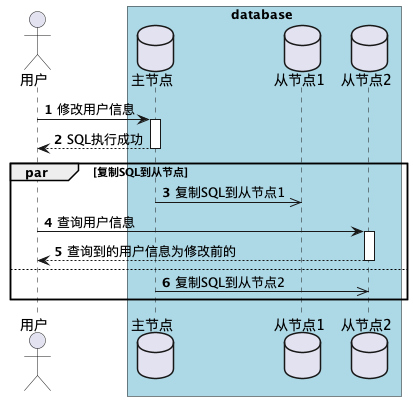 database
用户
主节点
从节点1
从节点2
1 修改用户信息
2 SQL执行成功
par
[复制SQL到从节点]
3 复制SQL到从节点1
4 查询用户信息
5 查询到的用户信息为修改前的
6 复制SQL到从节点2
用户
主节点
从节点1
从节点2